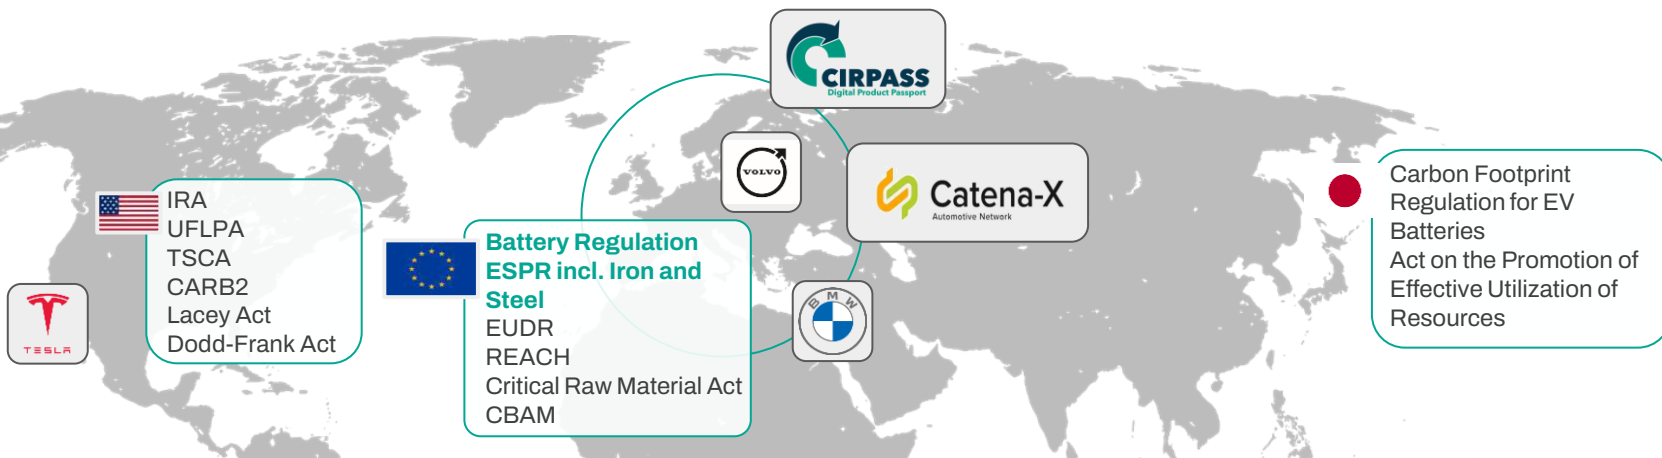 CIRPASS
Digital Product Passport
VOLVO
Catena-X
Automotive Network
IRA
UFLPA
TSCA
CARB2
Lacey Act
Dodd-Frank Act
TESLA
Battery Regulation
ESPR incl. Iron and
Steel
EUDR
REACH
Critical Raw Material Act
CBAM
BMW
Carbon Footprint
Regulation for EV
Batteries
Act on the Promotion of
Effective Utilization of
Resources